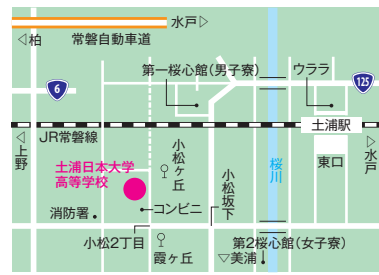 水戸▷
◁柏
常磐自動車道
第一桜心館(男子寮)
ウララ
6
125
土浦駅
JR常磐線
◁上野
▷水戸
土浦日本大学
高等学校
小松ヶ丘
小松坂下
桜川
東口
消防署
コンビニ
小松2丁目
霞ヶ丘
第2桜心館(女子寮)
▽美浦